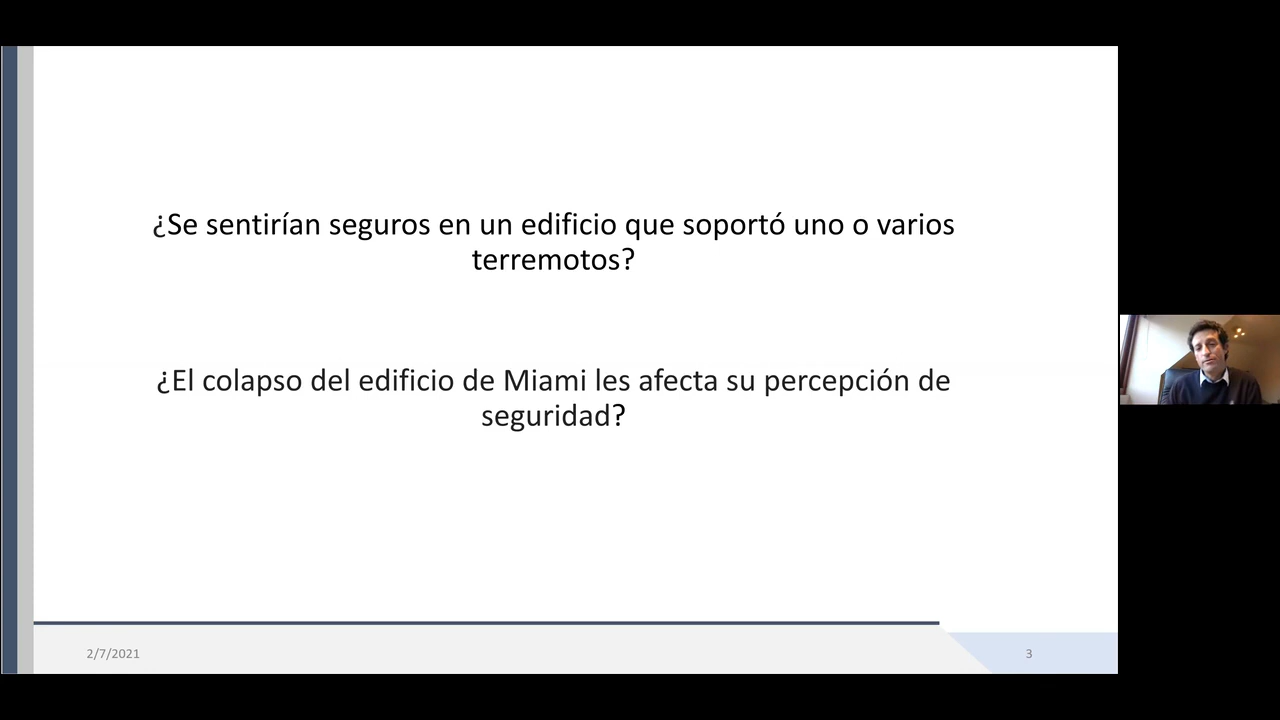 ¿Se sentirían seguros en un edificio que soportó uno o varios
terremotos?
¿El colapso del edificio de Miami les afecta su percepción de
seguridad?
2/7/2021
3